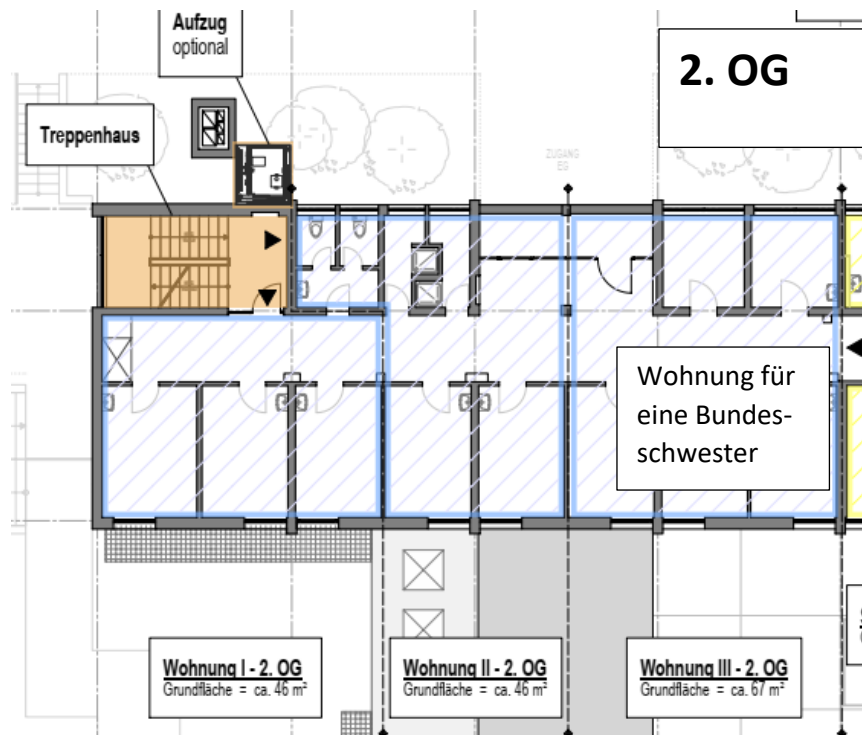 Aufzug
optional
2. OG
Treppenhaus
ZUGANG
EG
Wohnung für
eine Bundes-
schwester
Wohnung I - 2. OG
Grundfläche = ca. 46 m²
Wohnung II - 2. OG
Grundfläche = ca. 46 m²
Wohnung III - 2. OG
Grundfläche = ca. 67 m²